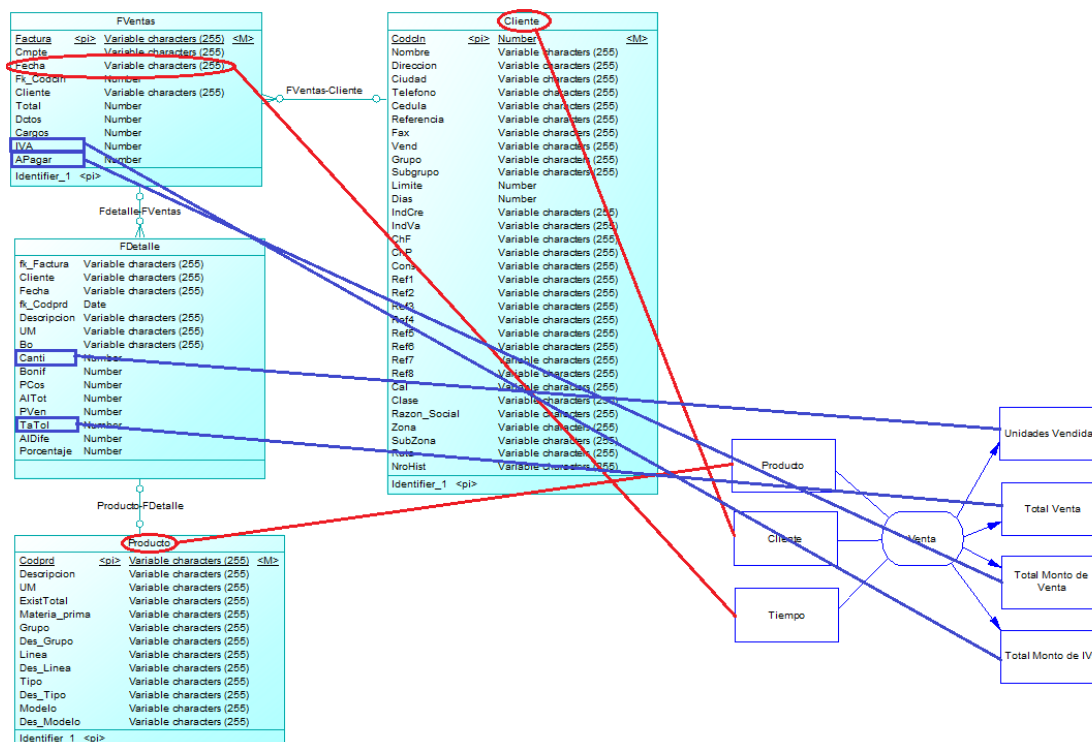 FVentas
Factura <pi> Variable characters (255) <M>
Cmpte Variable characters (255)
Fecha Variable characters (255)
Fk_Codcln Number
Cliente Variable characters (255)
Total Number
Dctos Number
Cargos Number
IVA Number
APagar Number
Identifier_1 <pi>
FVentas-Cliente
Cliente
Codcln <pi> Number <M>
Nombre Variable characters (255)
Direccion Variable characters (255)
Ciudad Variable characters (255)
Telefono Variable characters (255)
Cedula Variable characters (255)
Referencia Variable characters (255)
Fax Variable characters (255)
Vend Variable characters (255)
Grupo Variable characters (255)
Subgrupo Variable characters (255)
Limite Number
Dias Number
IndCre Variable characters (255)
IndVa Variable characters (255)
ChF Variable characters (255)
ChP Variable characters (255)
Cons Variable characters (255)
Ref1 Variable characters (255)
Ref2 Variable characters (255)
Ref3 Variable characters (255)
Ref4 Variable characters (255)
Ref5 Variable characters (255)
Ref6 Variable characters (255)
Ref7 Variable characters (255)
Ref8 Variable characters (255)
Cal Variable characters (255)
Clase Variable characters (255)
Razon_Social Variable characters (255)
Zona Variable characters (255)
SubZona Variable characters (255)
Ruta Variable characters (255)
NroHist Variable characters (255)
Identifier_1 <pi>
Fdetalle-FVentas
FDetalle
fk_Factura Variable characters (255)
Cliente Variable characters (255)
Fecha Variable characters (255)
fk_Codprd Date
Descripcion Variable characters (255)
UM Variable characters (255)
Bo Variable characters (255)
Canti Number
Bonif Number
PCos Number
AlTot Number
PVen Number
TaTol Number
AlDife Number
Porcentaje Number
Producto-FDetalle
Producto
Codprd <pi> Variable characters (255) <M>
Descripcion Variable characters (255)
UM Variable characters (255)
ExistTotal Variable characters (255)
Materia_prima Variable characters (255)
Grupo Variable characters (255)
Des_Grupo Variable characters (255)
Linea Variable characters (255)
Des_Linea Variable characters (255)
Tipo Variable characters (255)
Des_Tipo Variable characters (255)
Modelo Variable characters (255)
Des_Modelo Variable characters (255)
Identifier_1 <pi>
Producto
Cliente
Tiempo
Venta
Unidades Vendida
Total Venta
Total Monto de
Venta
Total Monto de IV